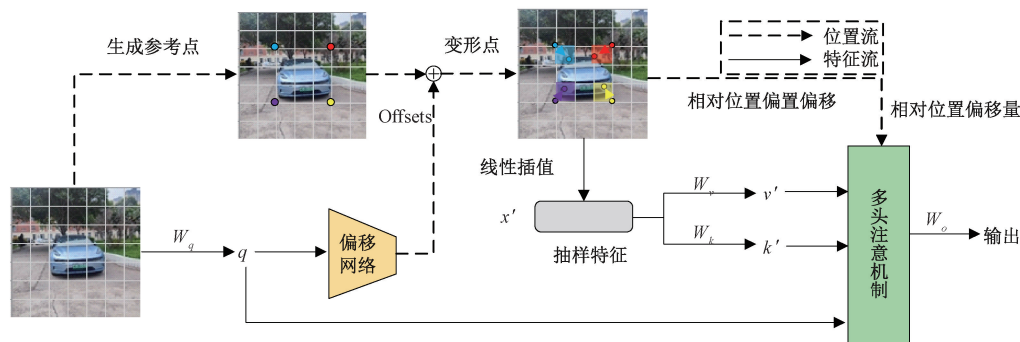 生成参考点
变形点
位置流
特征流
相对位置偏置偏移
相对位置偏移量
Offsets
线性插值
W_q
q
偏移
网络
x′
抽样特征
W_v
v′
W_k
k′
多头注意机制
W_o
输出